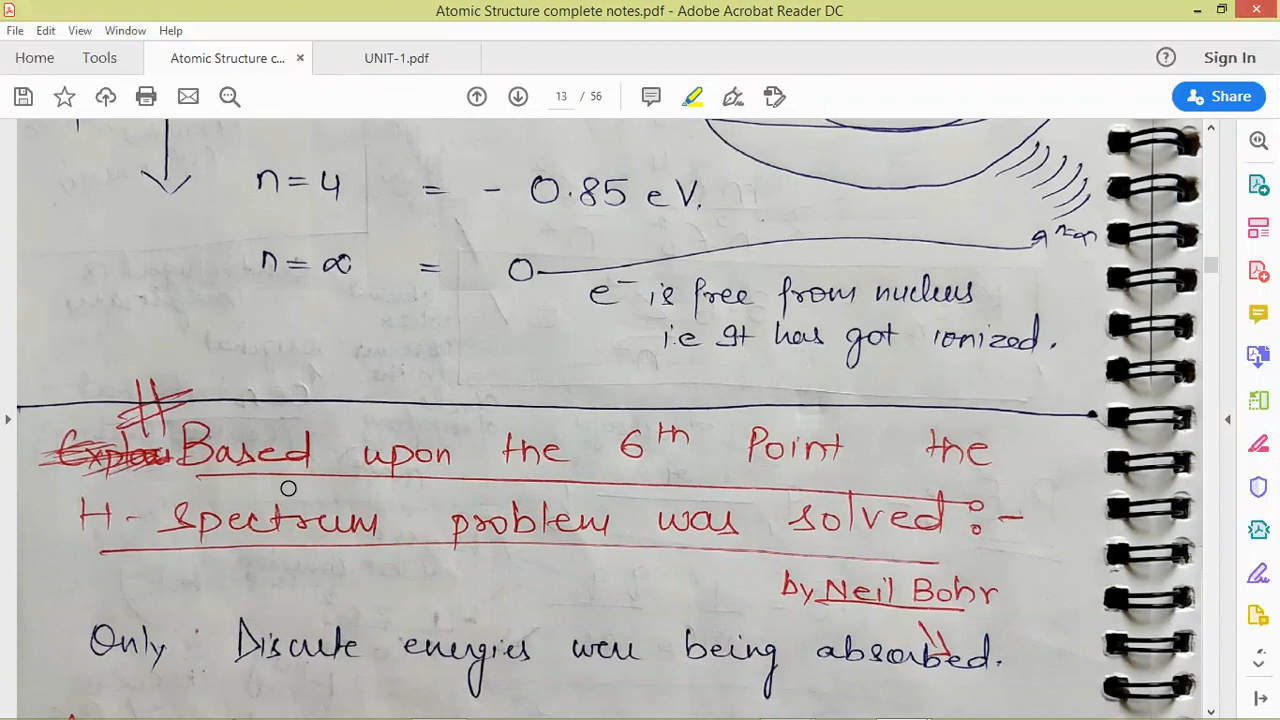 Atomic Structure complete notes.pdf - Adobe Acrobat Reader DC
File Edit View Window Help
Home Tools Atomic Structure c... × UNIT-1.pdf Sign In
13 / 56 Share
n = 4 = - 0.85 eV.
n = ∞ = 0 n=∞
e⁻ is free from nucleus
i.e It has got ionized.
# Based upon the 6th Point the
H - spectrum problem was solved :-
by Neil Bohr
Only Discrete energies were being absorbed.